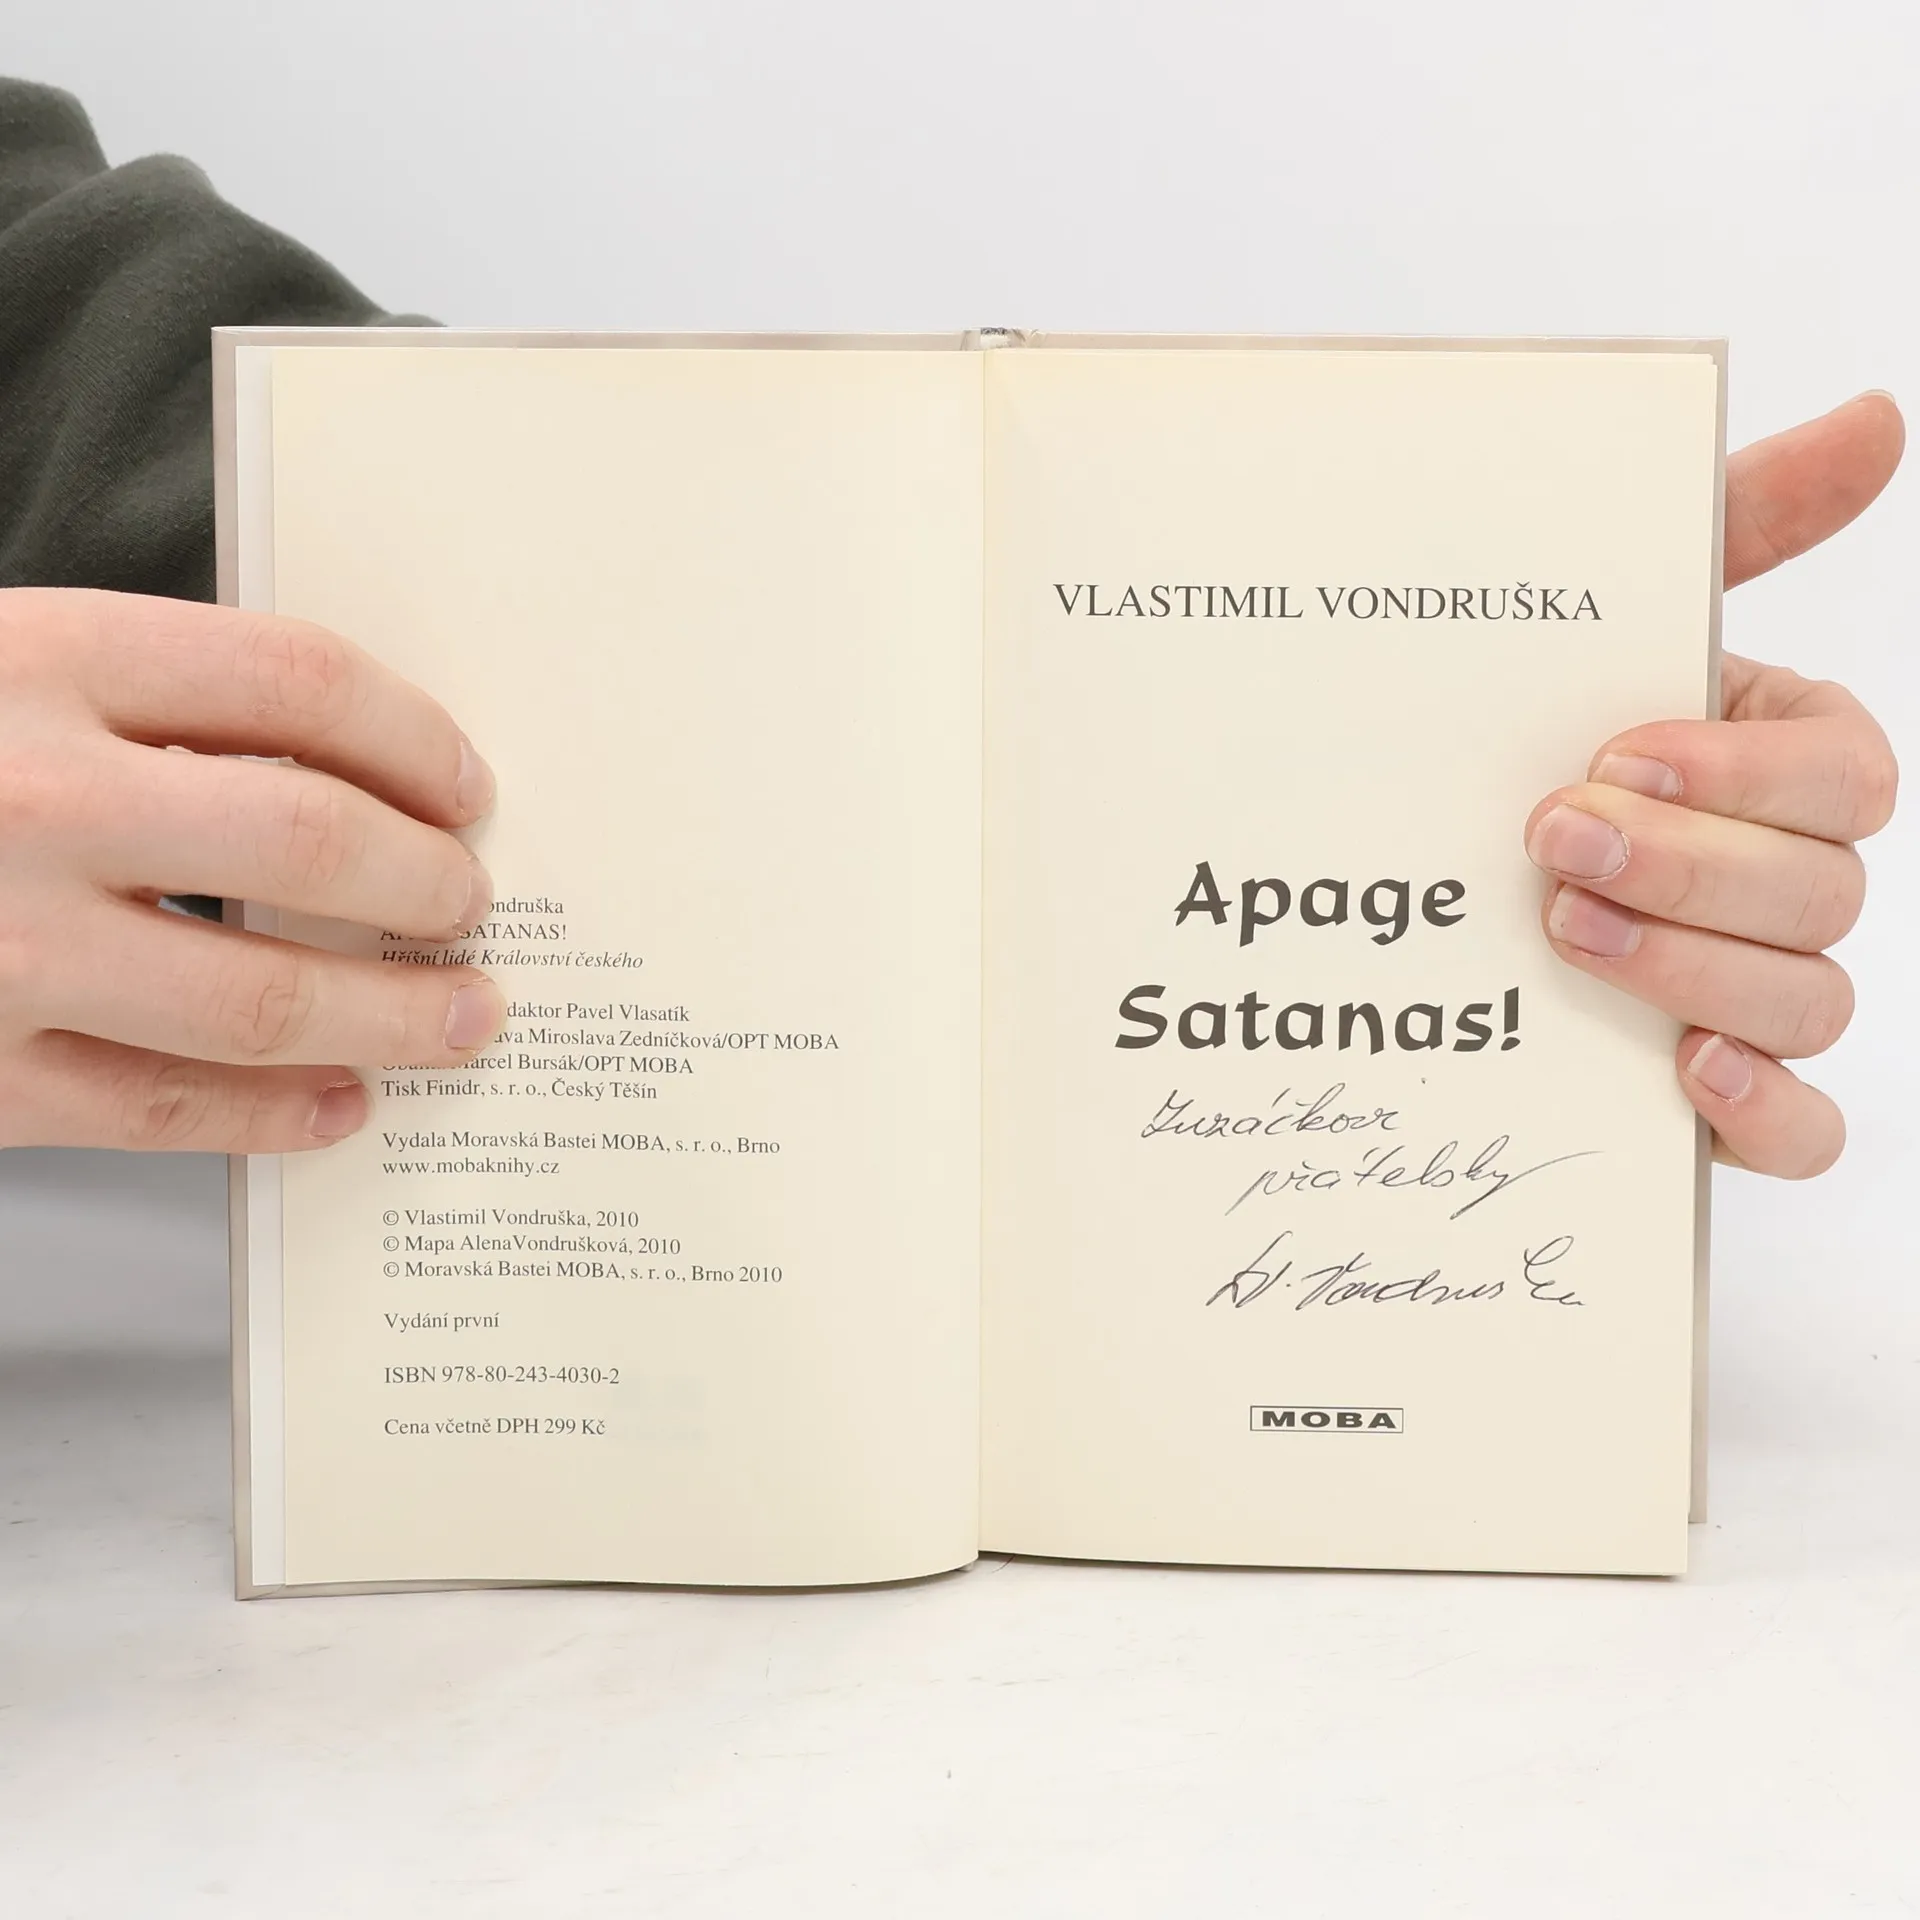 ondruška
SATANAS!
Hříšní lidé Království českého
daktor Pavel Vlasatík
Miroslava Zedníčková/OPT MOBA
Marcel Bursák/OPT MOBA
Tisk Finidr, s. r. o., Český Těšín
Vydala Moravská Bastei MOBA, s. r. o., Brno
www.mobaknihy.cz
© Vlastimil Vondruška, 2010
© Mapa AlenaVondrušková, 2010
© Moravská Bastei MOBA, s. r. o., Brno 2010
Vydání první
ISBN 978-80-243-4030-2
Cena včetně DPH 299 Kč
VLASTIMIL VONDRUŠKA
Apage
Satanas!
přátelsky
Vondruška
MOBA